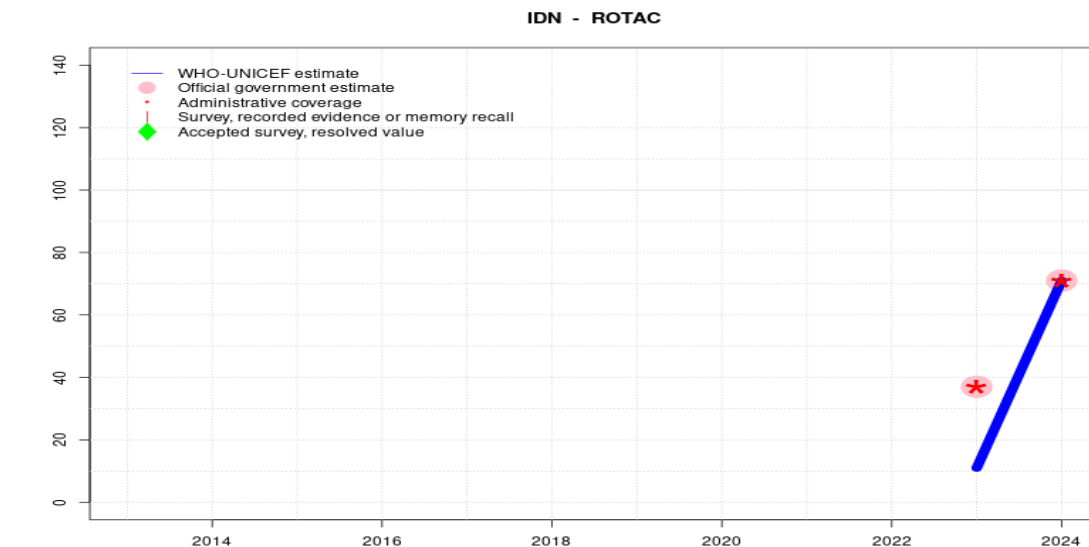 IDN - ROTAC
WHO-UNICEF estimate
Official government estimate
Administrative coverage
Survey, recorded evidence or memory recall
Accepted survey, resolved value
140
120
100
80
60
40
20
0
2014 2016 2018 2020 2022 2024